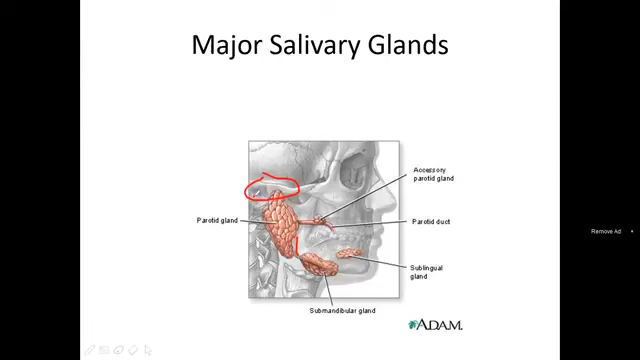 Major Salivary Glands
Accessory
parotid gland
Parotid gland
Parotid duct
Remove Ad
Sublingual
gland
Submandibular gland
ADAM.